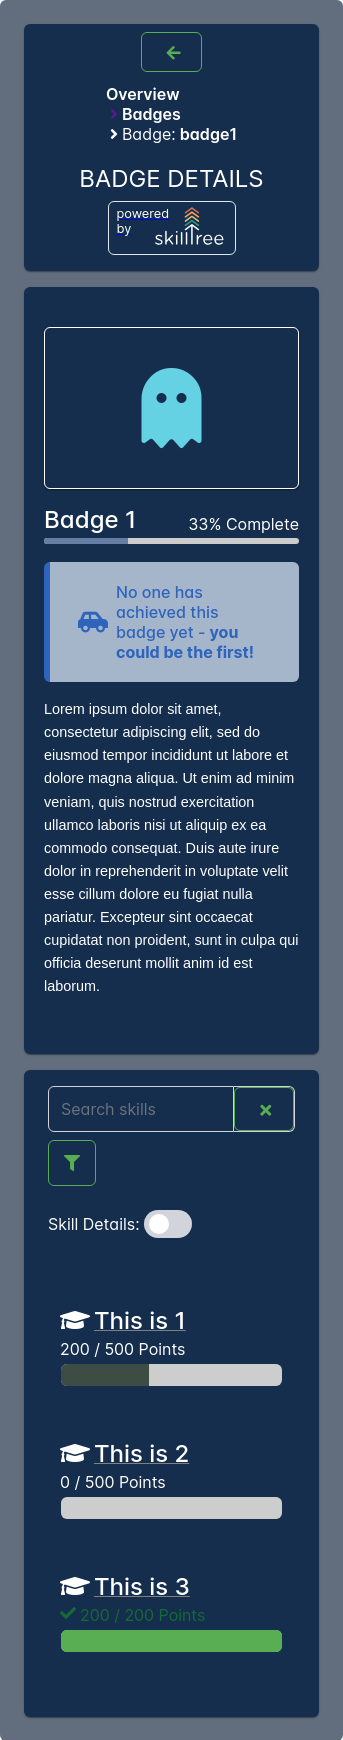 Overview
Badges
Badge: badge1
BADGE DETAILS
powered
by
skilltree
Badge 1
33% Complete
No one has
achieved this
badge yet - you
could be the first!
Lorem ipsum dolor sit amet,
consectetur adipiscing elit, sed do
eiusmod tempor incididunt ut labore et
dolore magna aliqua. Ut enim ad minim
veniam, quis nostrud exercitation
ullamco laboris nisi ut aliquip ex ea
commodo consequat. Duis aute irure
dolor in reprehenderit in voluptate velit
esse cillum dolore eu fugiat nulla
pariatur. Excepteur sint occaecat
cupidatat non proident, sunt in culpa qui
officia deserunt mollit anim id est
laborum.
Search skills
Skill Details:
This is 1
200 / 500 Points
This is 2
0 / 500 Points
This is 3
200 / 200 Points